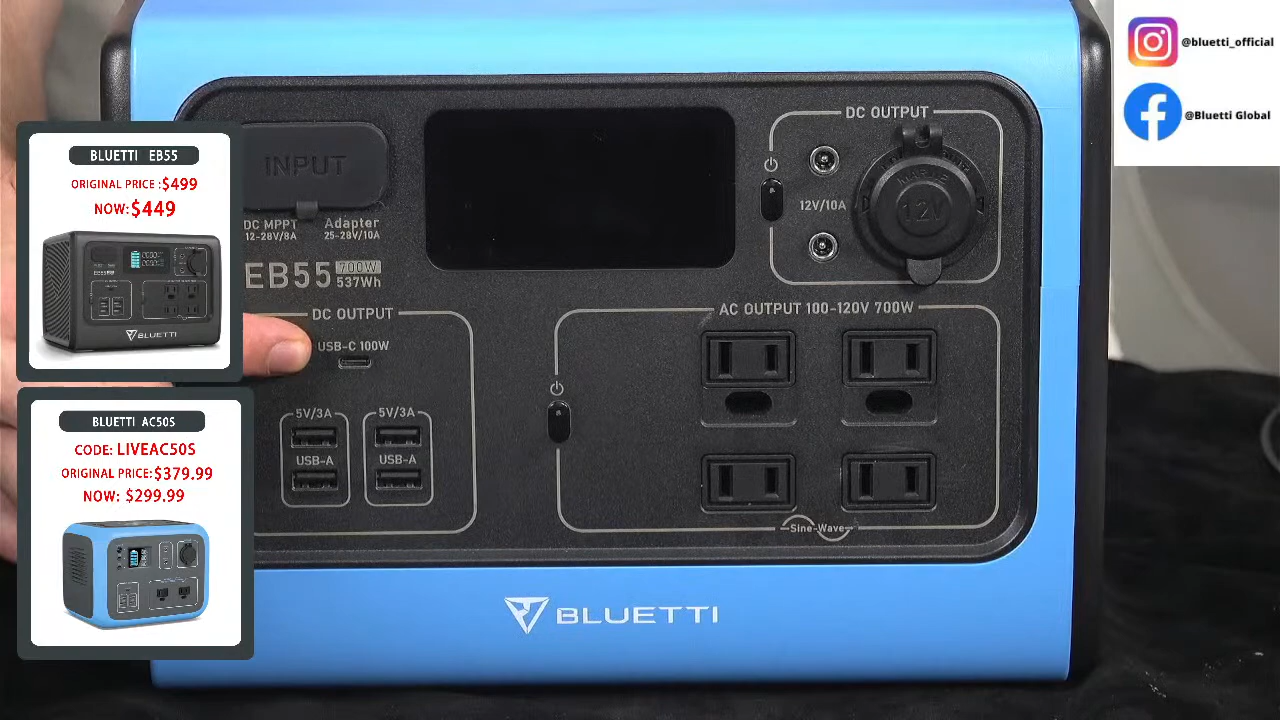 @bluetti_official
@Bluetti Global
BLUETTI EB55
ORIGINAL PRICE :$499
NOW:$449
BLUETTI
BLUETTI AC50S
CODE: LIVEAC50S
ORIGINAL PRICE:$379.99
NOW: $299.99
INPUT
DC MPPT
12-28V/8A
Adapter
25-28V/10A
EB55 700W
537Wh
DC OUTPUT
USB-C 100W
5V/3A
5V/3A
USB-A
USB-A
DC OUTPUT
12V/10A
12V
AC OUTPUT 100-120V 700W
Sine-Wave
BLUETTI